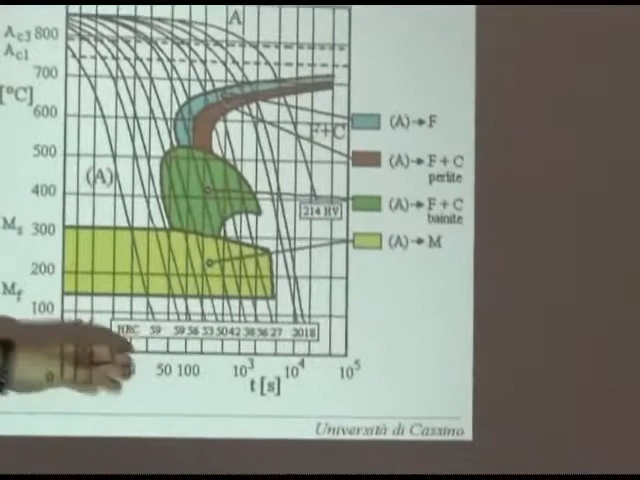 A
Ac3 800
Ac1
700
[°C]
600
F+C
(A)→F
500
(A)→F+C
perlite
(A)
400
214 HV
(A)→F+C
bainite
Ms 300
(A)→M
200
Mf
100
HRC 59 59 56 53 50 42 38 36 27 20 18
0
50 100 10³ 10⁴ 10⁵
t [s]
Università di Cassino